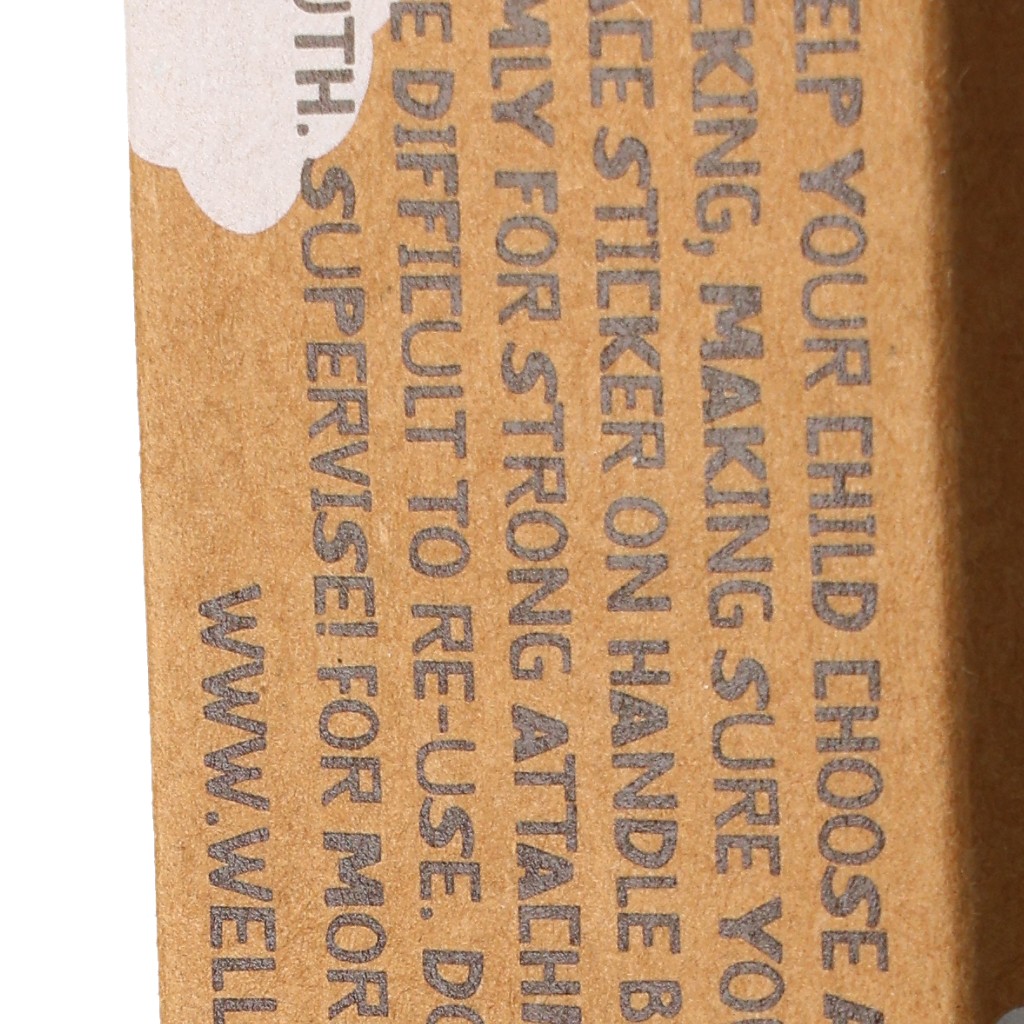 ELP YOUR CHILD CHOOSE A
CKING, MAKING SURE YO
ACE STICKER ON HANDLE B
MLY FOR STRONG ATTACH
E DIFFICULT TO RE-USE. DO
UTH. SUPERVISE! FOR MOR
WWW.WELL